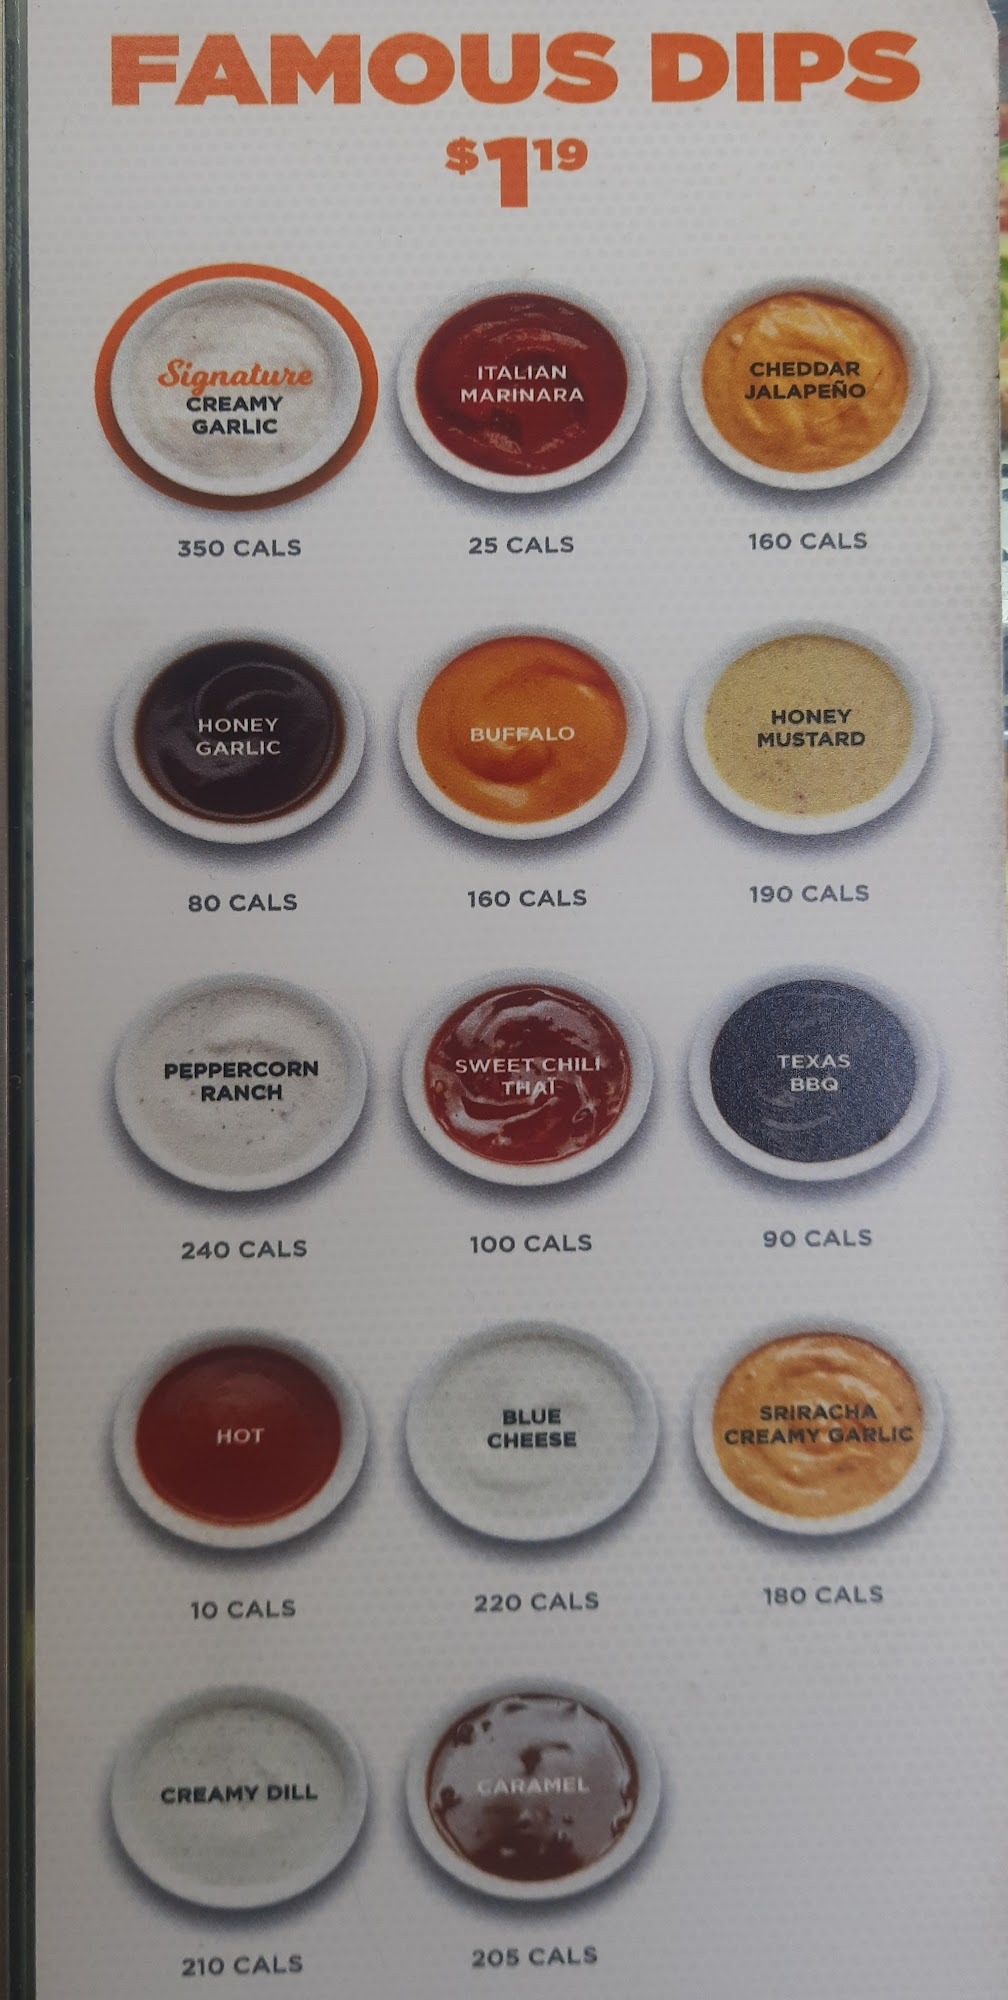 FAMOUS DIPS
$1.19
Signature
CREAMY
GARLIC
350 CALS
ITALIAN
MARINARA
25 CALS
CHEDDAR
JALAPEÑO
160 CALS
HONEY
GARLIC
80 CALS
BUFFALO
160 CALS
HONEY
MUSTARD
190 CALS
PEPPERCORN
RANCH
240 CALS
SWEET CHILI
THAÏ
100 CALS
TEXAS
BBQ
90 CALS
HOT
10 CALS
BLUE
CHEESE
220 CALS
SRIRACHA
CREAMY GARLIC
180 CALS
CREAMY DILL
210 CALS
CARAMEL
205 CALS